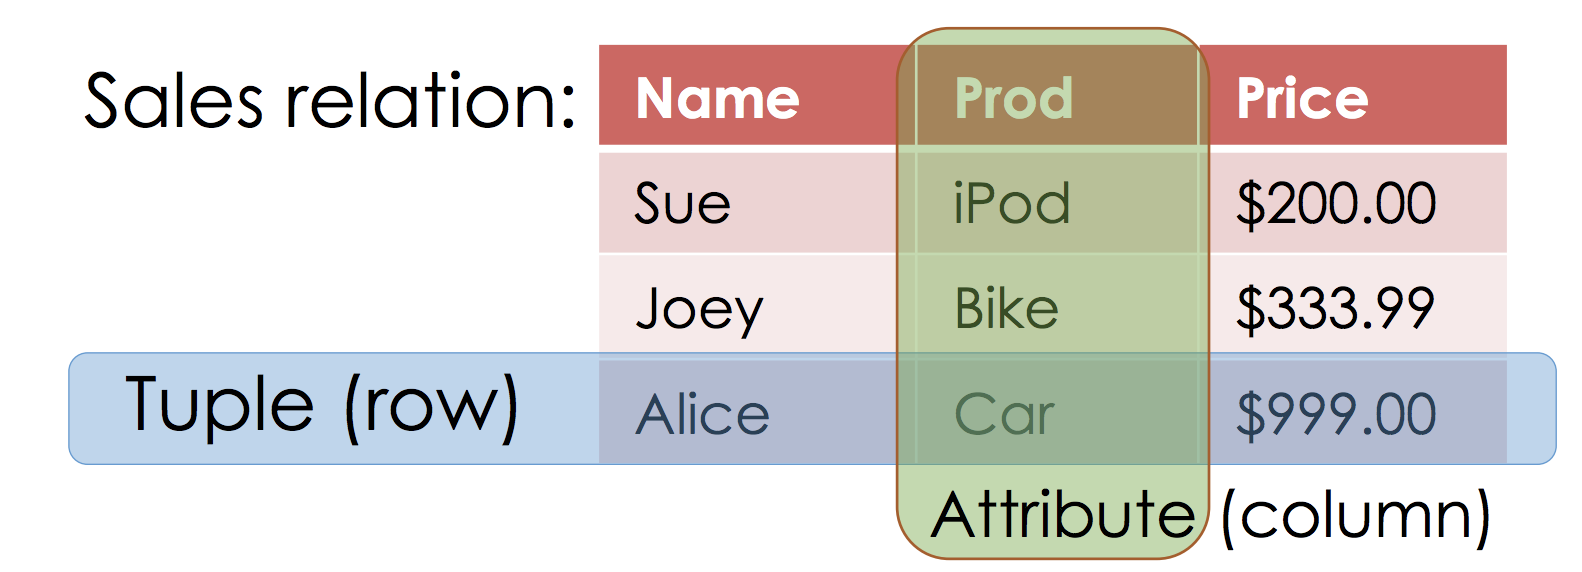 Sales relation: Name Prod Price
Sue iPod $200.00
Joey Bike $333.99
Tuple (row) Alice Car $999.00
Attribute (column)